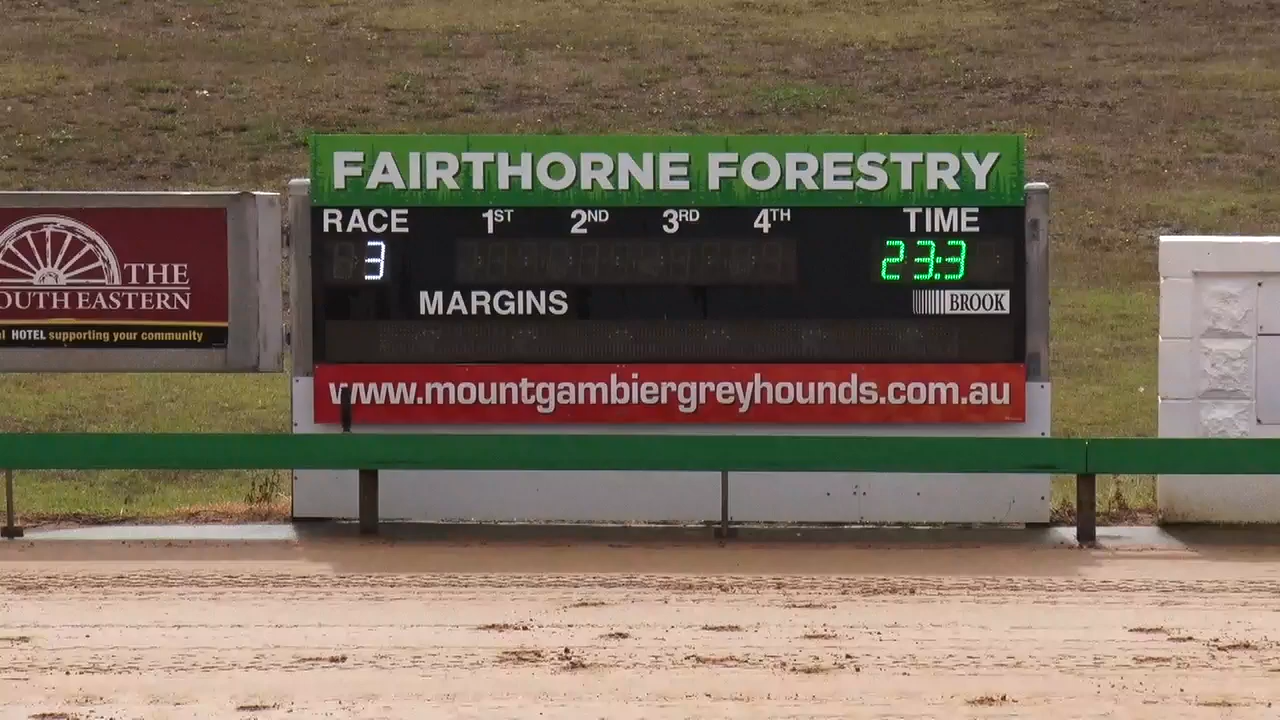 FAIRTHORNE FORESTRY
RACE 1ST 2ND 3RD 4TH TIME
3 23:3
MARGINS BROOK
www.mountgambiergreyhounds.com.au
THE
OUTH EASTERN
HOTEL supporting your community